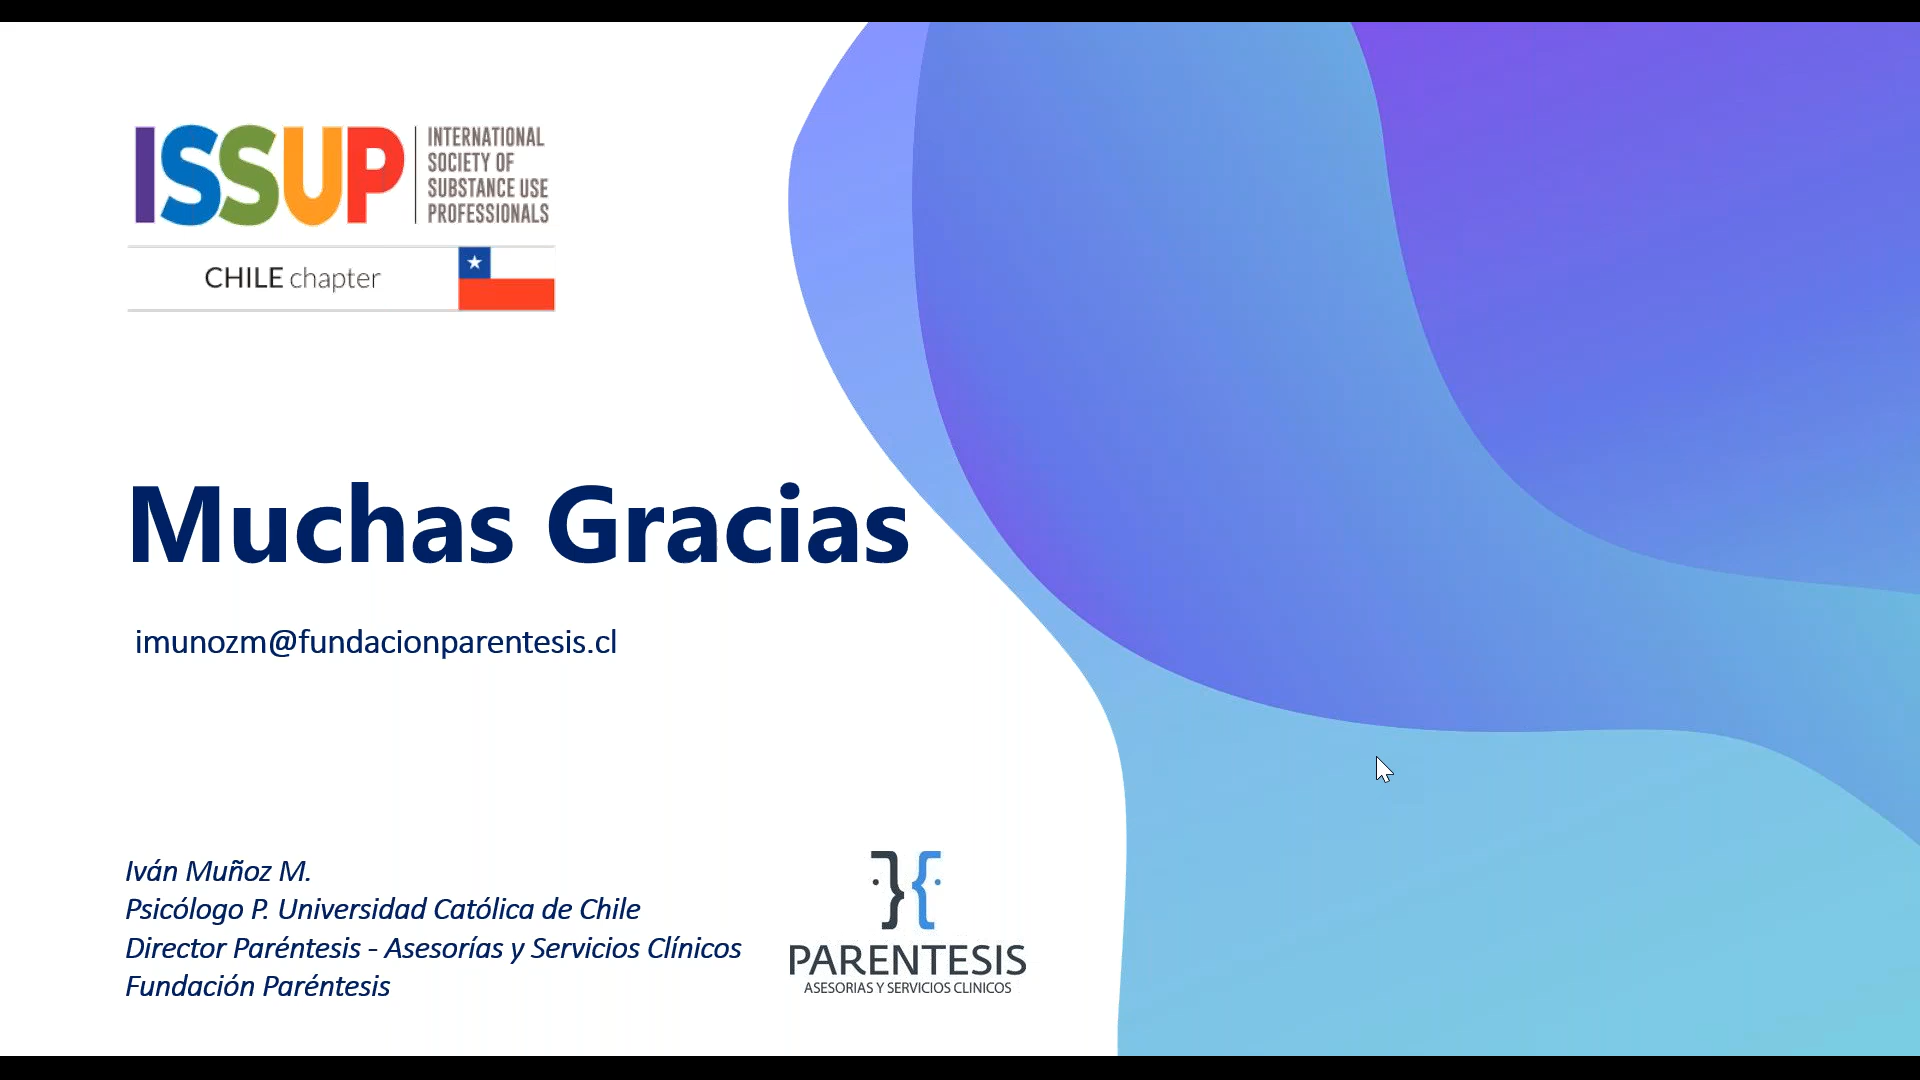 ISSUP
INTERNATIONAL
SOCIETY OF
SUBSTANCE USE
PROFESSIONALS
CHILE chapter
Muchas Gracias
imunozm@fundacionparentesis.cl
Iván Muñoz M.
Psicólogo P. Universidad Católica de Chile
Director Paréntesis - Asesorías y Servicios Clínicos
Fundación Paréntesis
PARENTESIS
ASESORIAS Y SERVICIOS CLINICOS